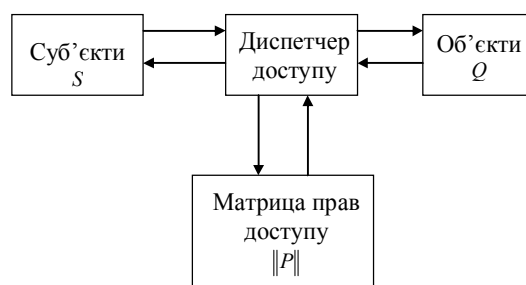 Суб’єкти
S
Диспетчер
доступу
Об’єкти
Q
Матрица прав
доступу
‖P‖